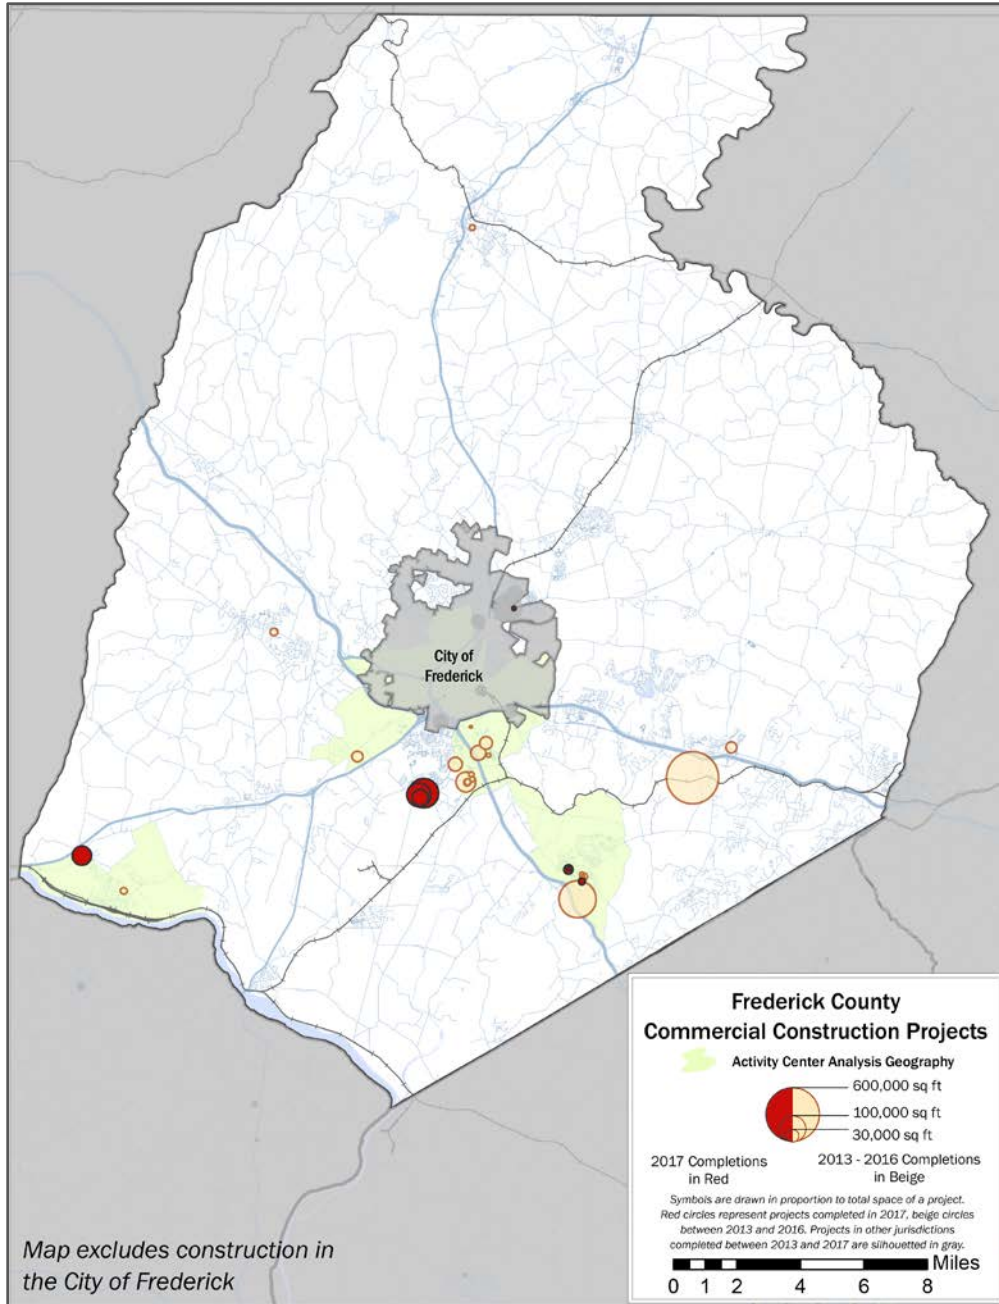 City of
Frederick
Frederick County
Commercial Construction Projects
Activity Center Analysis Geography
600,000 sq ft
100,000 sq ft
30,000 sq ft
2017 Completions
in Red
2013 - 2016 Completions
in Beige
Symbols are drawn in proportion to total space of a project.
Red circles represent projects completed in 2017, beige circles
between 2013 and 2016. Projects in other jurisdictions
completed between 2013 and 2017 are silhouetted in gray.
Miles
0 1 2 4 6 8
Map excludes construction in
the City of Frederick